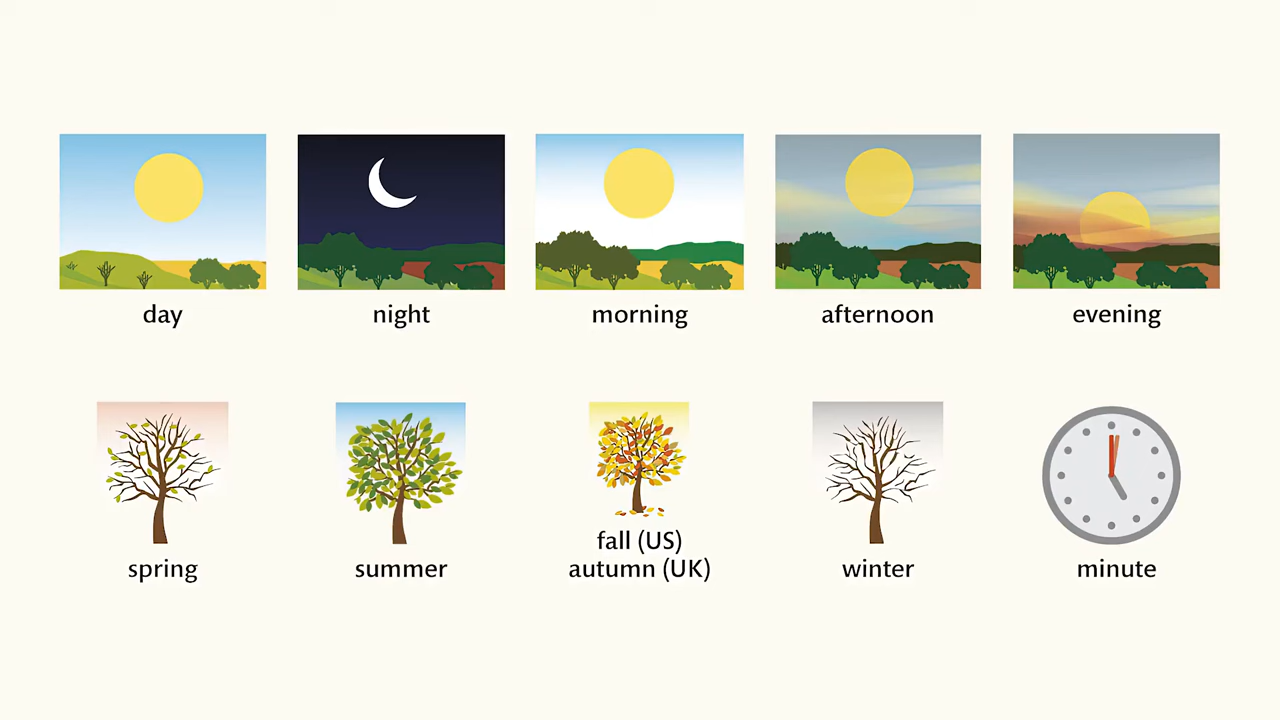 day
night
morning
afternoon
evening
spring
summer
fall (US)
autumn (UK)
winter
minute